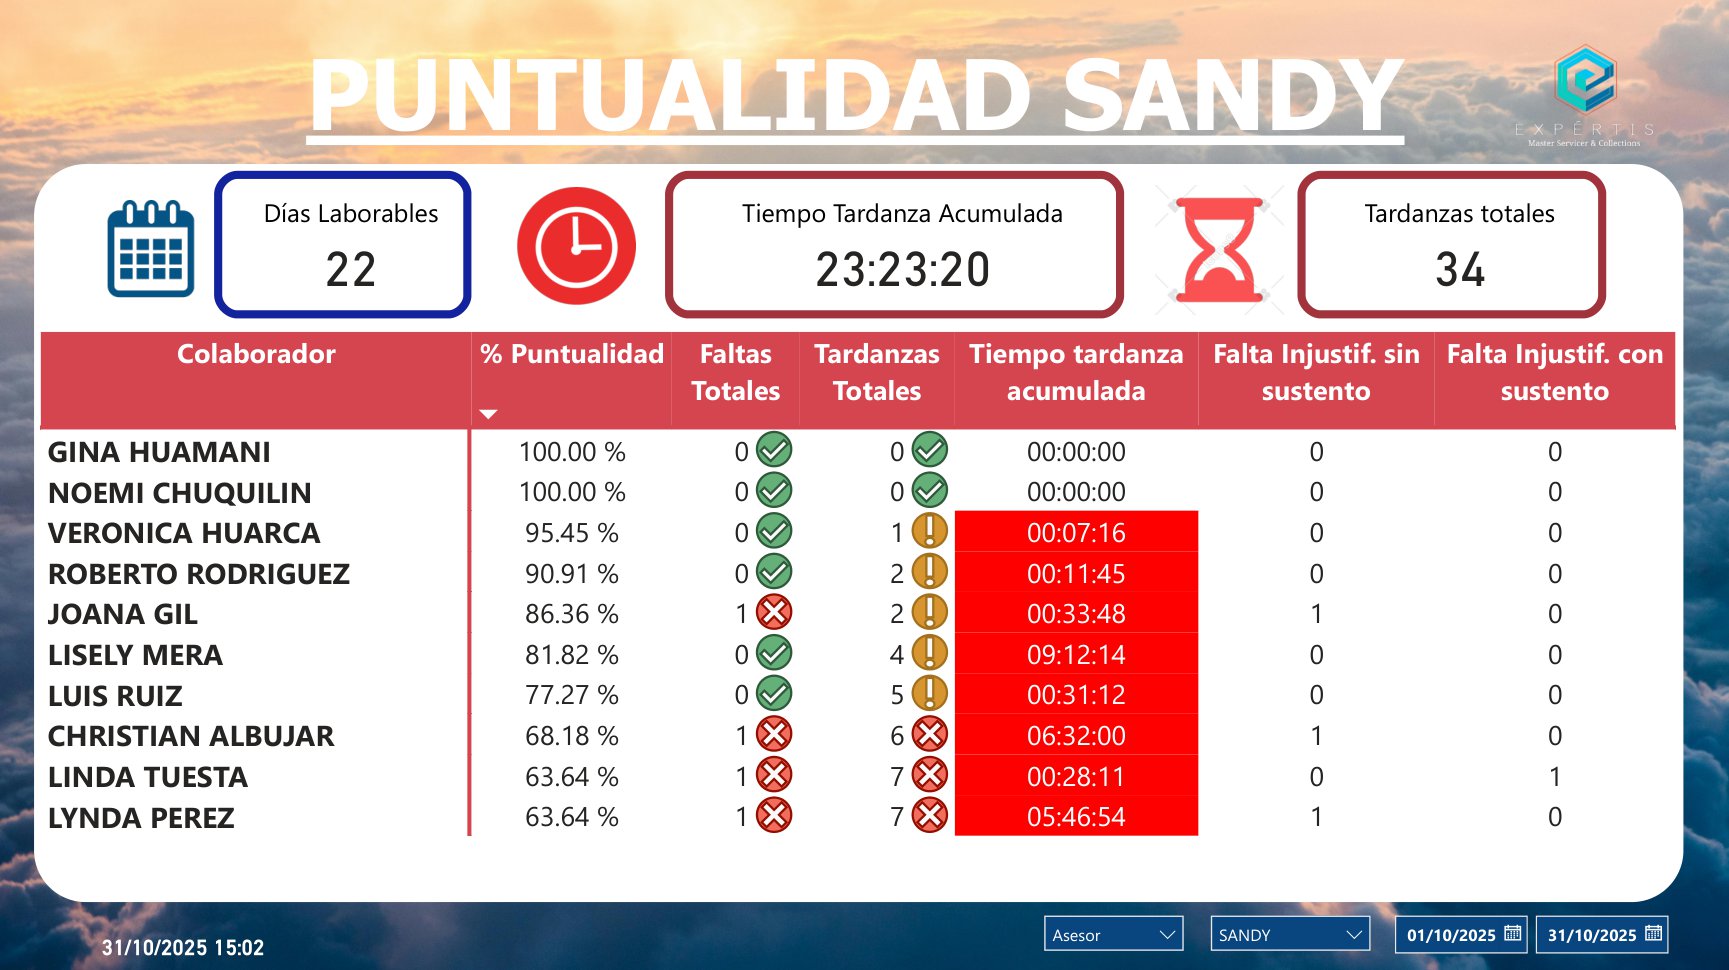 PUNTUALIDAD SANDY
EXPÉRTIS
Master Servicer & Collections
Días Laborables
22
Tiempo Tardanza Acumulada
23:23:20
Tardanzas totales
34
Colaborador % Puntualidad Faltas Totales Tardanzas Totales Tiempo tardanza acumulada Falta Injustif. sin sustento Falta Injustif. con sustento
GINA HUAMANI 100.00 % 0 0 00:00:00 0 0
NOEMI CHUQUILIN 100.00 % 0 0 00:00:00 0 0
VERONICA HUARCA 95.45 % 0 1 00:07:16 0 0
ROBERTO RODRIGUEZ 90.91 % 0 2 00:11:45 0 0
JOANA GIL 86.36 % 1 2 00:33:48 1 0
LISELY MERA 81.82 % 0 4 09:12:14 0 0
LUIS RUIZ 77.27 % 0 5 00:31:12 0 0
CHRISTIAN ALBUJAR 68.18 % 1 6 06:32:00 1 0
LINDA TUESTA 63.64 % 1 7 00:28:11 0 1
LYNDA PEREZ 63.64 % 1 7 05:46:54 1 0
31/10/2025 15:02
Asesor
SANDY
01/10/2025
31/10/2025